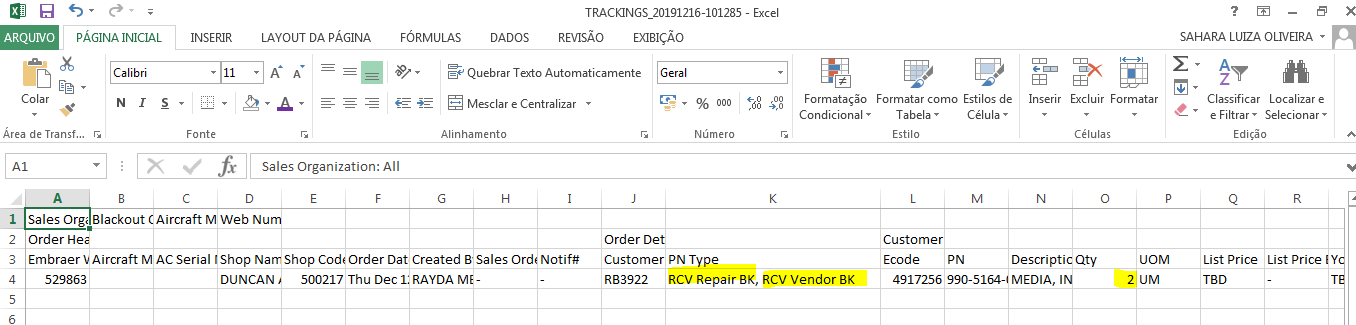 TRACKINGS_20191216-101285 - Excel
ARQUIVO PÁGINA INICIAL INSERIR LAYOUT DA PÁGINA FÓRMULAS DADOS REVISÃO EXIBIÇÃO SAHARA LUIZA OLIVEIRA
Calibri 11 Quebrar Texto Automaticamente Geral
Colar N I S Mesclar e Centralizar % 000 Formatação Condicional Formatar como Tabela Estilos de Célula Inserir Excluir Formatar Classificar e Filtrar Localizar e Selecionar
Área de Transf... Fonte Alinhamento Número Estilo Células Edição
A1 fx Sales Organization: All
A B C D E F G H I J K L M N O P Q R
1 Sales Orga Blackout Aircraft M Web Num
2 Order Hea Order Det Customer
3 Embraer W Aircraft M AC Serial Shop Nam Shop Code Order Date Created B Sales Orde Notif# Customer PN Type Ecode PN Descriptio Qty UOM List Price List Price Yo
4 529863 DUNCAN A 500217 Thu Dec 12 RAYDA ME - - RB3922 RCV Repair BK, RCV Vendor BK 4917256 990-5164- MEDIA, IN 2 UM TBD - TB
5
6